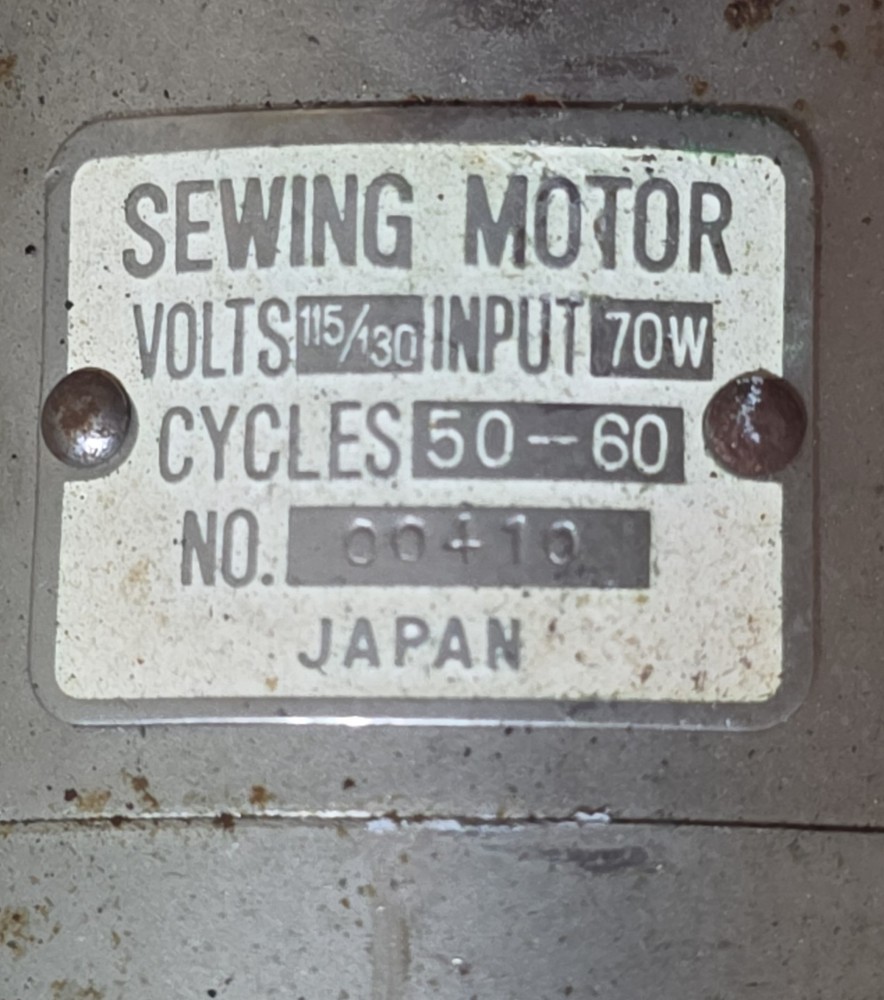 SEWING MOTOR
VOLTS 115/130 INPUT 70W
CYCLES 50-60
NO. 00410
JAPAN